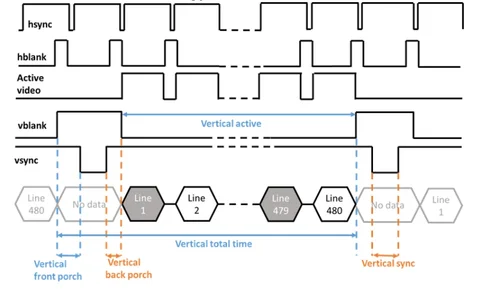 hsync
hblank
Active
video
vblank
Vertical active
vsync
Line
480
No data
Line
1
Line
2
Line
479
Line
480
No data
Line
1
Vertical total time
Vertical
front porch
Vertical
back porch
Vertical sync